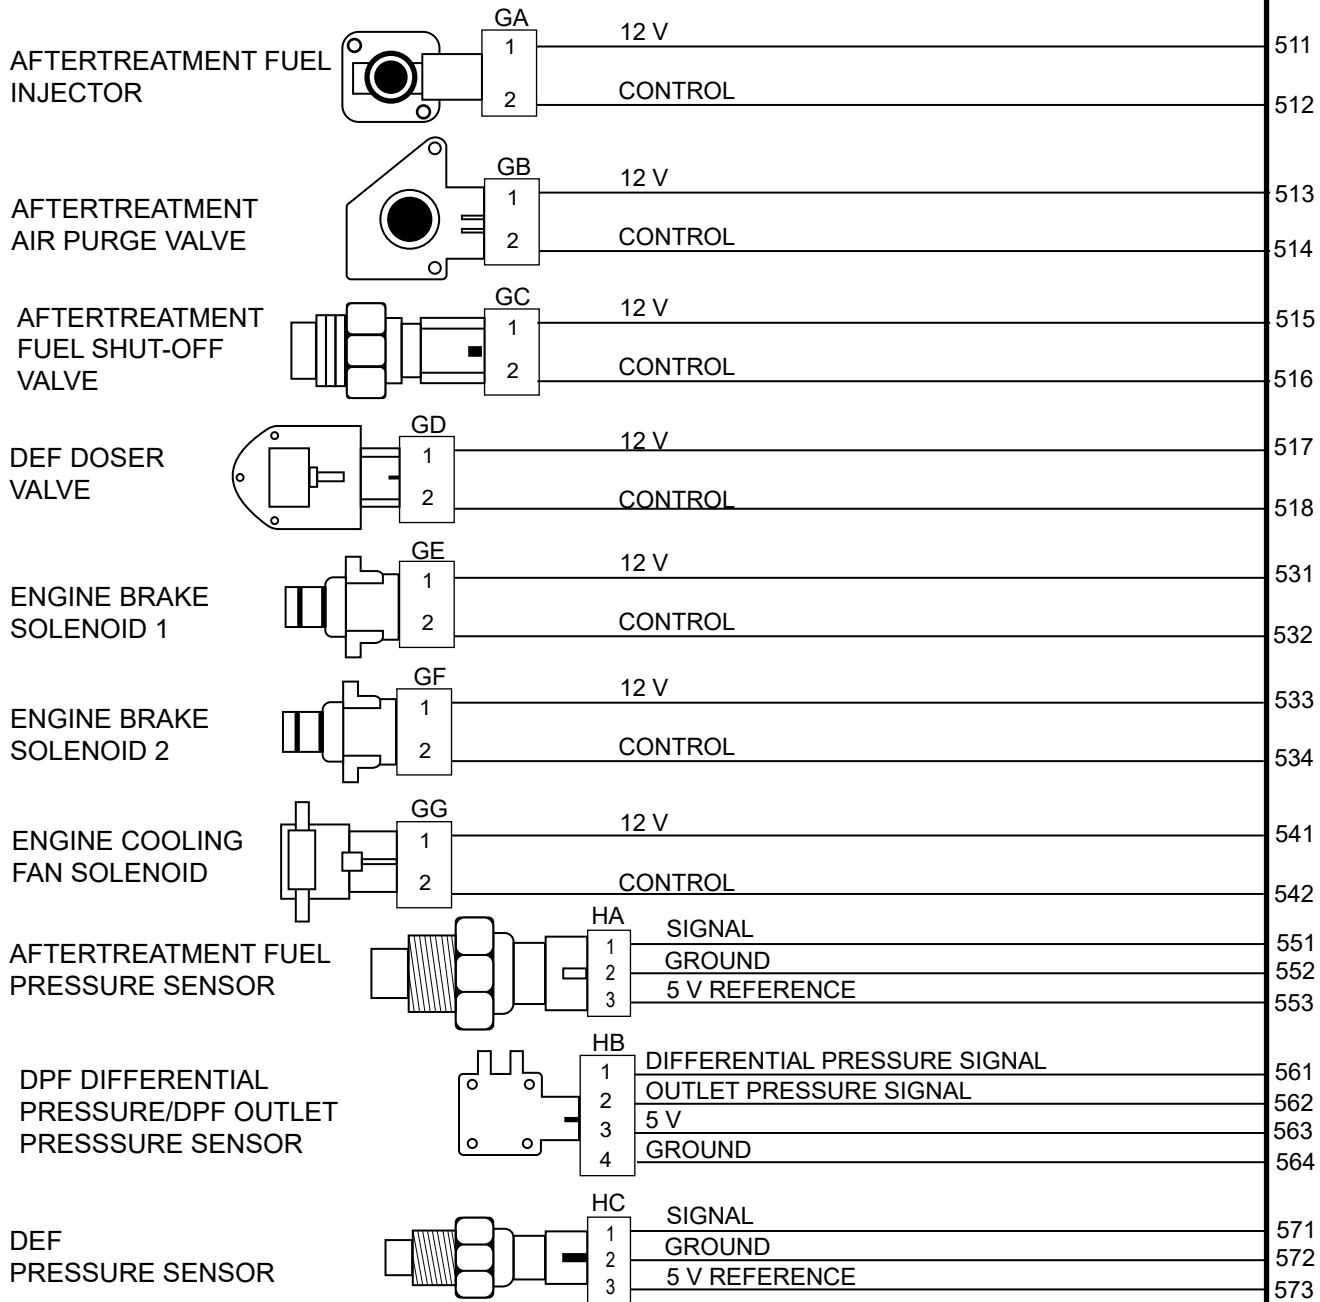 GA
12 V
511
AFTERTREATMENT FUEL
INJECTOR
1
2
CONTROL
512
GB
12 V
513
AFTERTREATMENT
AIR PURGE VALVE
1
2
CONTROL
514
GC
12 V
515
AFTERTREATMENT
FUEL SHUT-OFF
VALVE
1
2
CONTROL
516
GD
12 V
517
DEF DOSER
VALVE
1
2
CONTROL
518
GE
12 V
531
ENGINE BRAKE
SOLENOID 1
1
2
CONTROL
532
GF
12 V
533
ENGINE BRAKE
SOLENOID 2
1
2
CONTROL
534
GG
12 V
541
ENGINE COOLING
FAN SOLENOID
1
2
CONTROL
542
HA
AFTERTREATMENT FUEL
PRESSURE SENSOR
1 SIGNAL 551
2 GROUND 552
3 5 V REFERENCE 553
HB
DPF DIFFERENTIAL
PRESSURE/DPF OUTLET
PRESSSURE SENSOR
1 DIFFERENTIAL PRESSURE SIGNAL 561
2 OUTLET PRESSURE SIGNAL 562
3 5 V 563
4 GROUND 564
HC
DEF
PRESSURE SENSOR
1 SIGNAL 571
2 GROUND 572
3 5 V REFERENCE 573